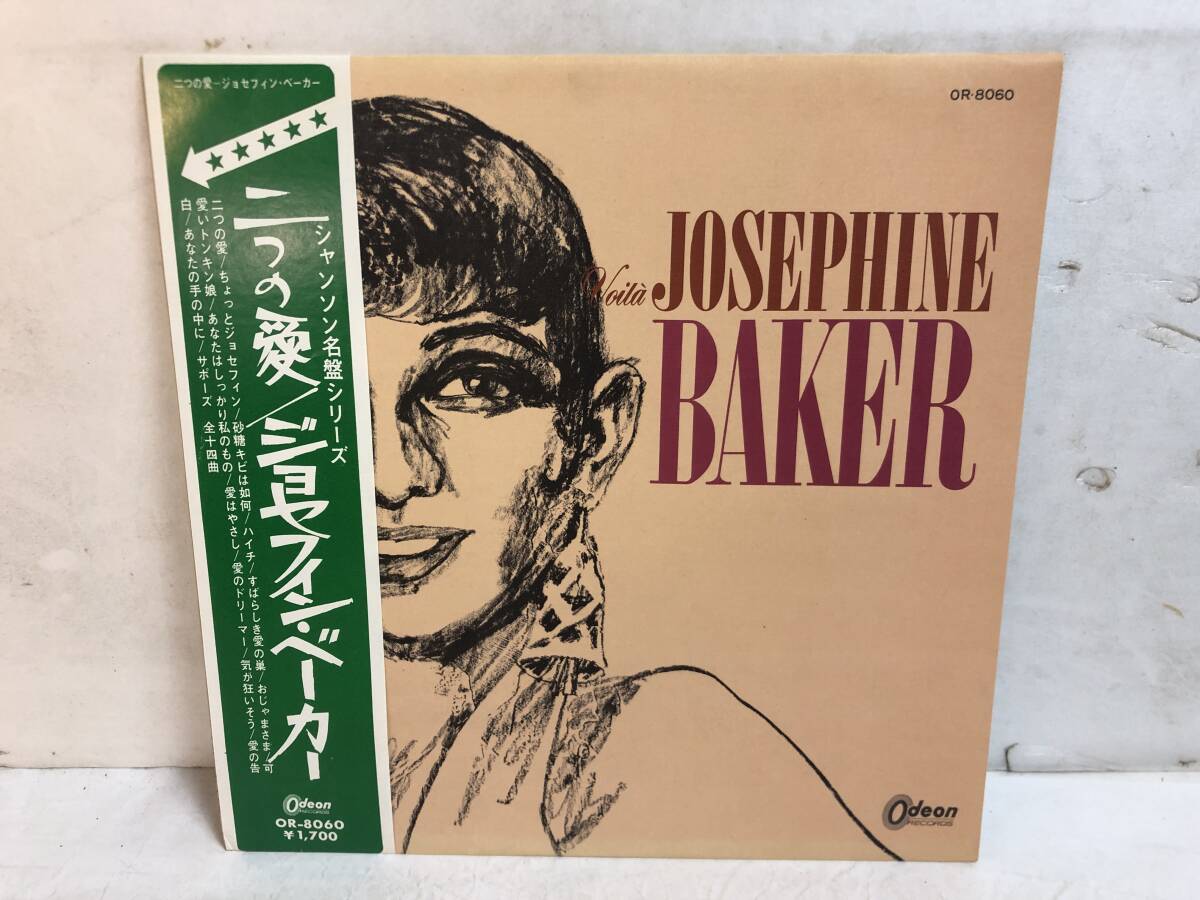 二つの愛-ジョセフィン・ベーカー
シャンソン名盤シリーズ
二つの愛/ジョセフィン・ベーカー
二つの愛/ちょっとジョセフィン/砂糖キビは如何/ハイチ/すばらしき愛の巣/おじゃまさま/可
愛いトンキン娘/あなたはしっかり私のもの/愛はやさし/愛のドリーマー/気が狂いそう/愛の告
白/あなたの手の中に/サポーズ 全十四曲
Odeon
RECORDS
OR-8060
¥1,700
OR-8060
Voilà
JOSEPHINE
BAKER
Odeon
RECORDS